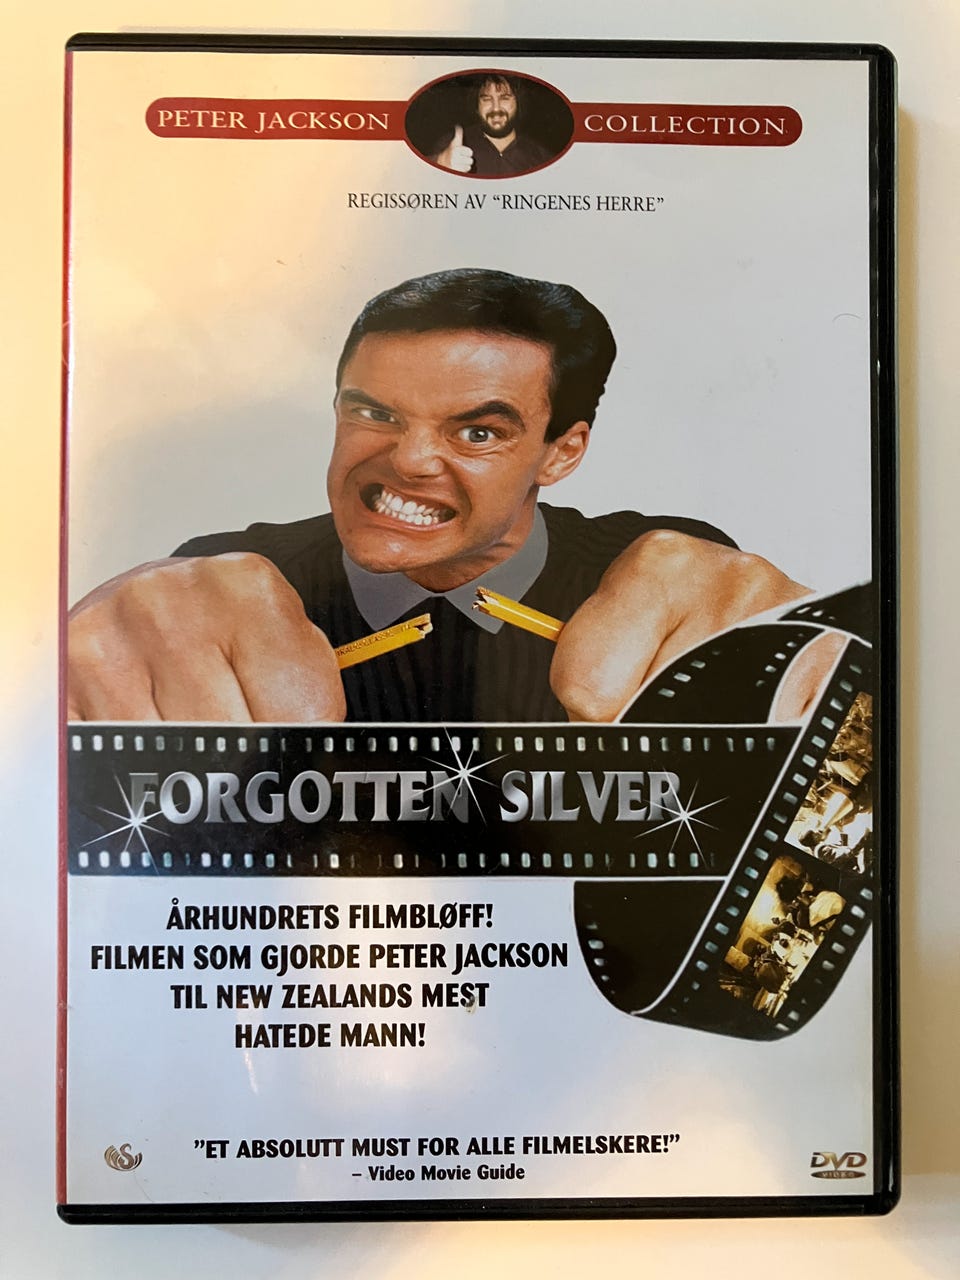 PETER JACKSON COLLECTION
REGISSØREN AV “RINGENES HERRE”
FORGOTTEN SILVER
ÅRHUNDRETS FILMBLØFF!
FILMEN SOM GJORDE PETER JACKSON
TIL NEW ZEALANDS MEST
HATEDE MANN!
”ET ABSOLUTT MUST FOR ALLE FILMELSKERE!”
– Video Movie Guide
S
DVD
VIDEO